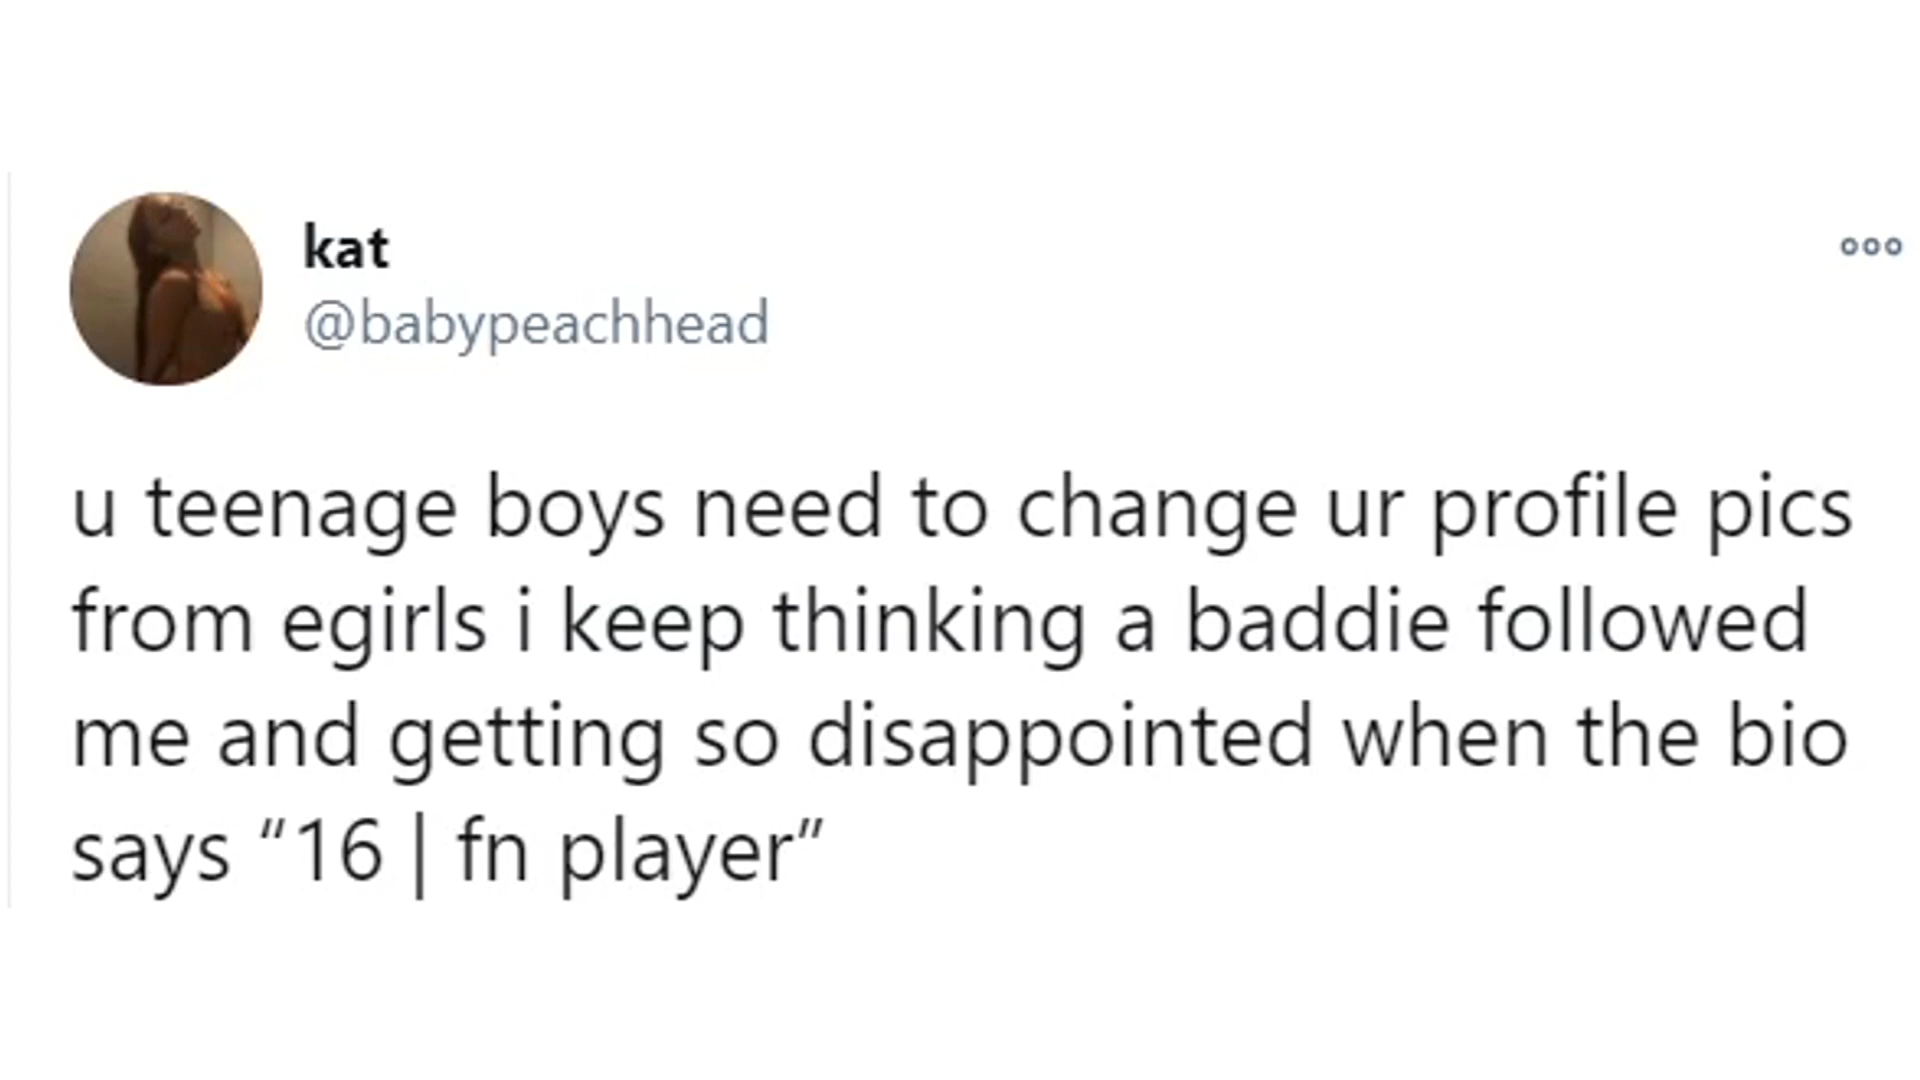 kat
@babypeachhead
u teenage boys need to change ur profile pics
from egirls i keep thinking a baddie followed
me and getting so disappointed when the bio
says “16 | fn player”